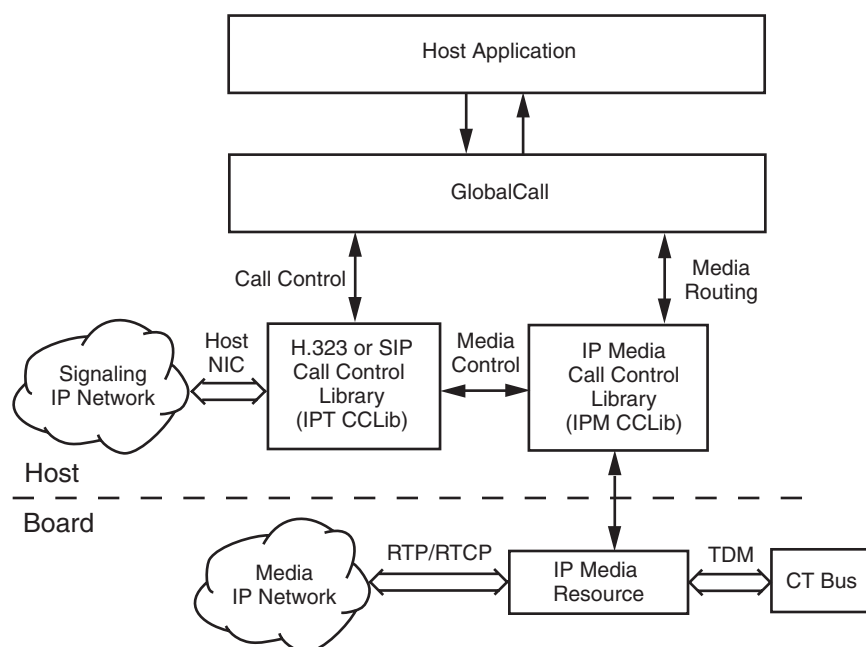 Host Application
GlobalCall
Call Control
Media
Routing
Signaling
IP Network
Host
NIC
H.323 or SIP
Call Control
Library
(IPT CCLib)
Media
Control
IP Media
Call Control
Library
(IPM CCLib)
Host
Board
Media
IP Network
RTP/RTCP
IP Media
Resource
TDM
CT Bus